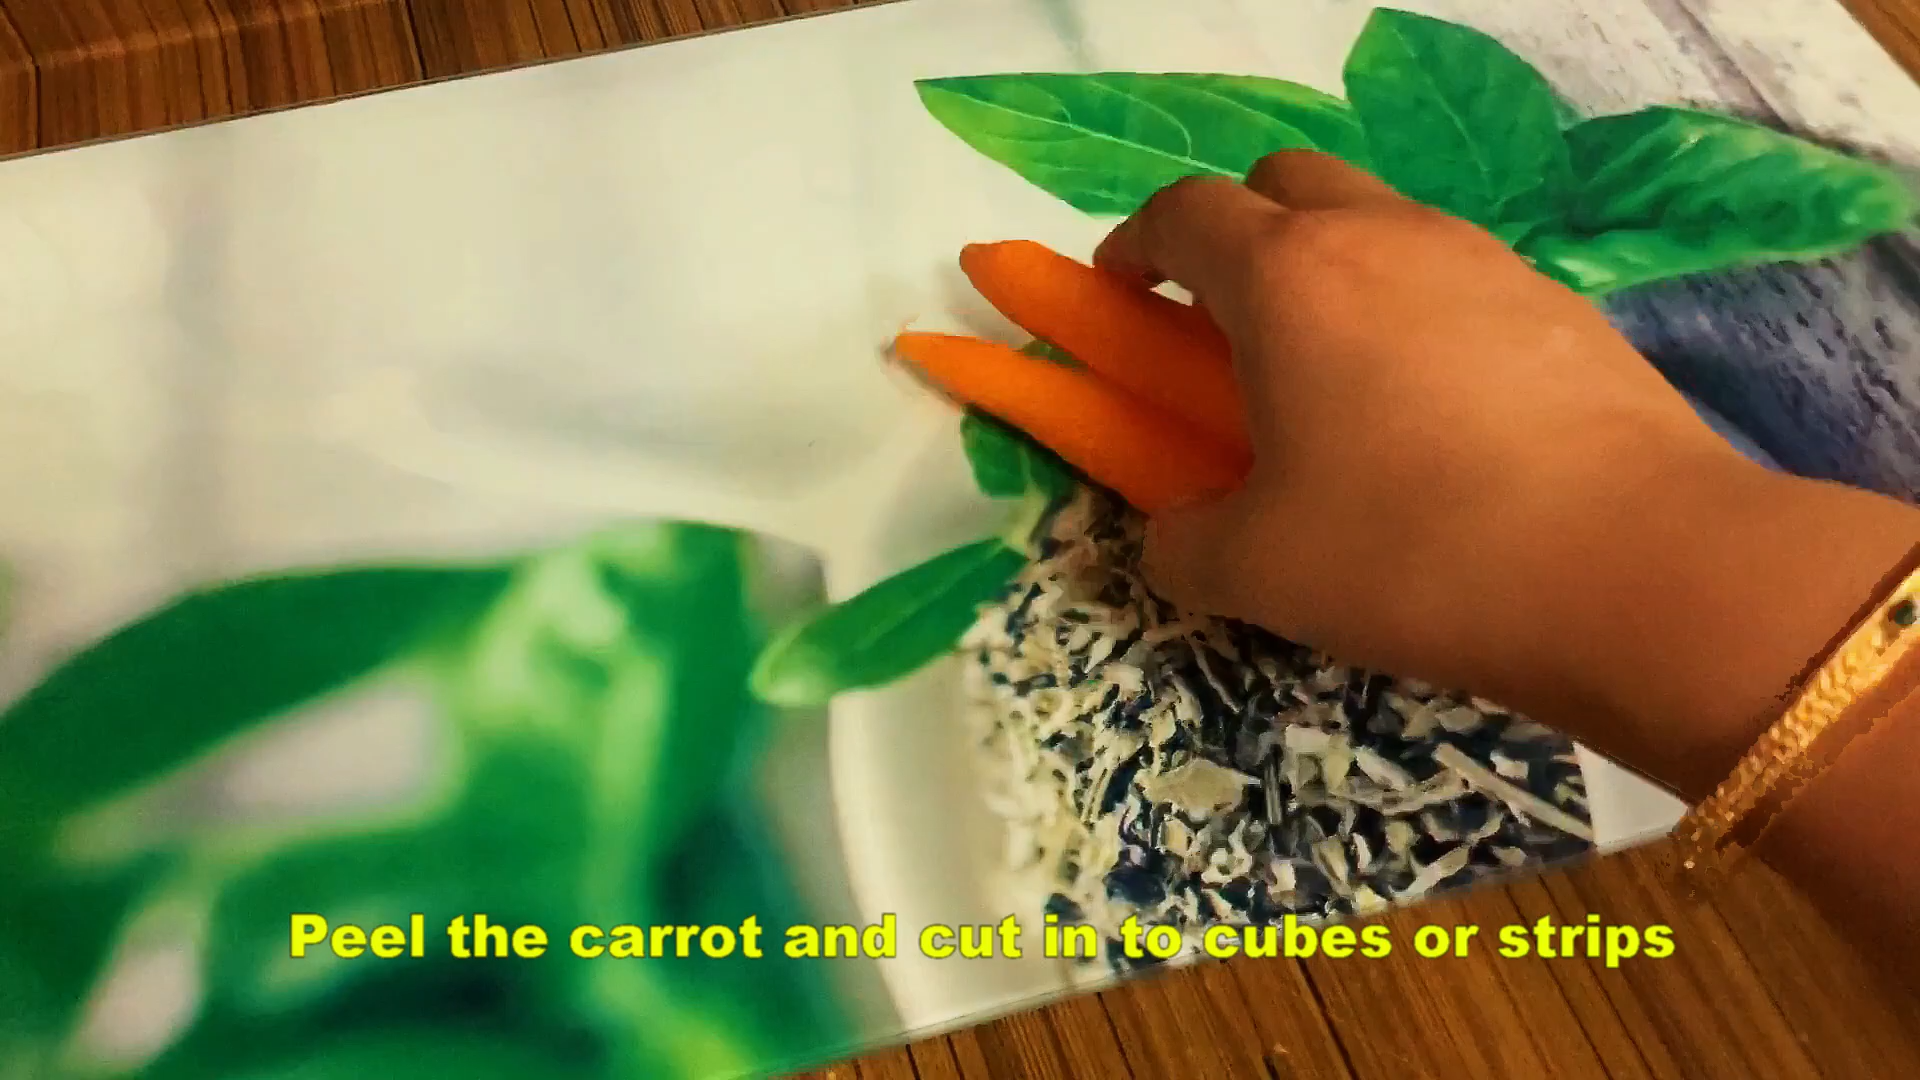 Peel the carrot and cut in to cubes or strips